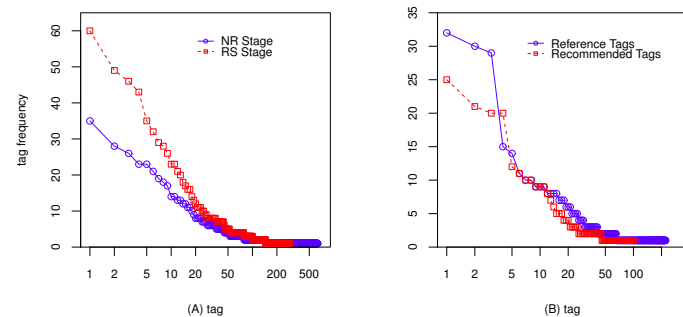 NR Stage
RS Stage
tag frequency
0
10
20
30
40
50
60
1 2 5 10 20 50 200 500
(A) tag
Reference Tags
Recommended Tags
0
5
10
15
20
25
30
35
1 2 5 10 20 50 100
(B) tag